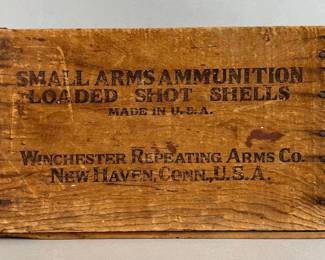 SMALL ARMS AMMUNITION
LOADED SHOT SHELLS
MADE IN U.S.A.
WINCHESTER REPEATING ARMS CO.
NEW HAVEN, CONN., U.S.A.